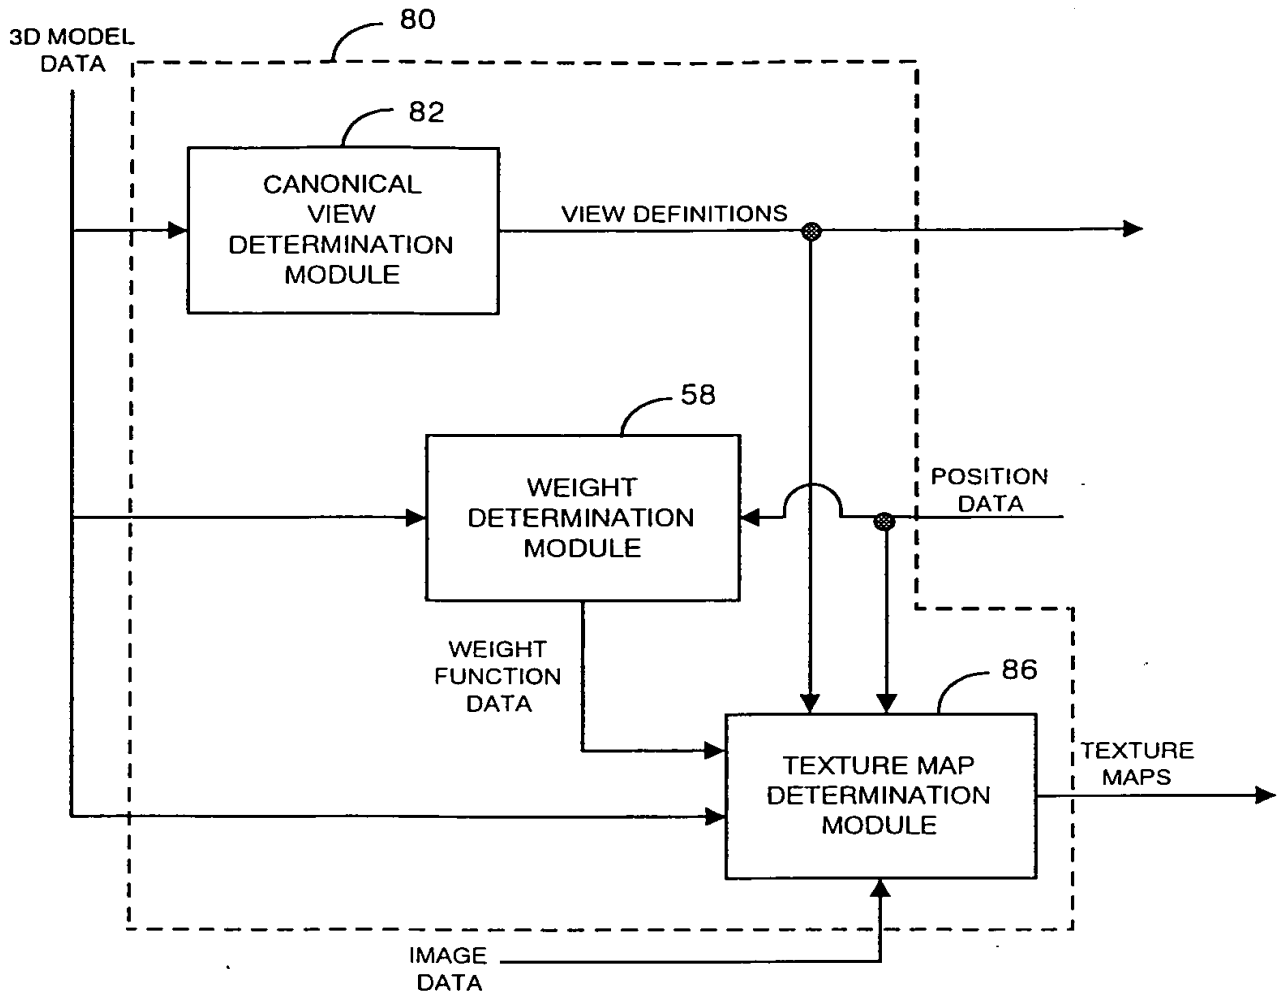 80
3D MODEL
DATA
82
CANONICAL
VIEW
DETERMINATION
MODULE
VIEW DEFINITIONS
58
WEIGHT
DETERMINATION
MODULE
POSITION
DATA
WEIGHT
FUNCTION
DATA
86
TEXTURE MAP
DETERMINATION
MODULE
TEXTURE
MAPS
IMAGE
DATA